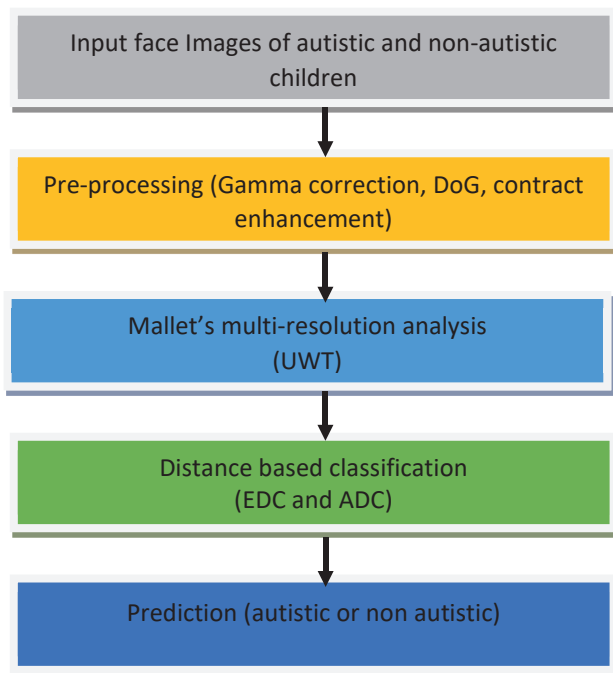 Input face Images of autistic and non-autistic
children
Pre-processing (Gamma correction, DoG, contract
enhancement)
Mallet’s multi-resolution analysis
(UWT)
Distance based classification
(EDC and ADC)
Prediction (autistic or non autistic)